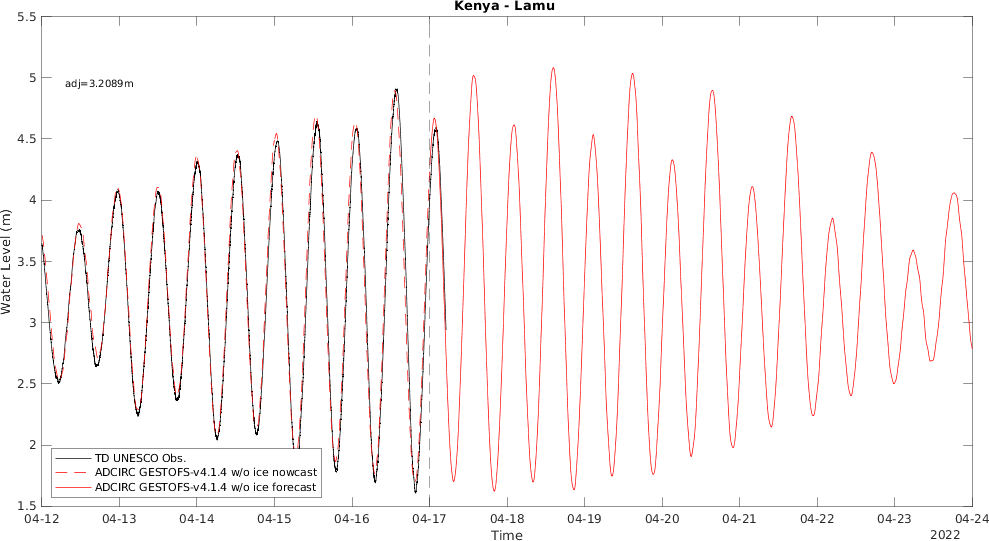 Kenya - Lamu
5.5
5
4.5
4
3.5
3
2.5
2
1.5
Water Level (m)
adj=3.2089m
TD UNESCO Obs.
ADCIRC GESTOFS-v4.1.4 w/o ice nowcast
ADCIRC GESTOFS-v4.1.4 w/o ice forecast
04-12 04-13 04-14 04-15 04-16 04-17 04-18 04-19 04-20 04-21 04-22 04-23 04-24
Time
2022